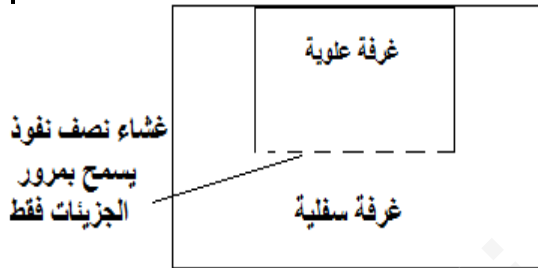 غرفة علوية
غشاء نصف نفوذ
يسمح بمرور
الجزيئات فقط
غرفة سفلية